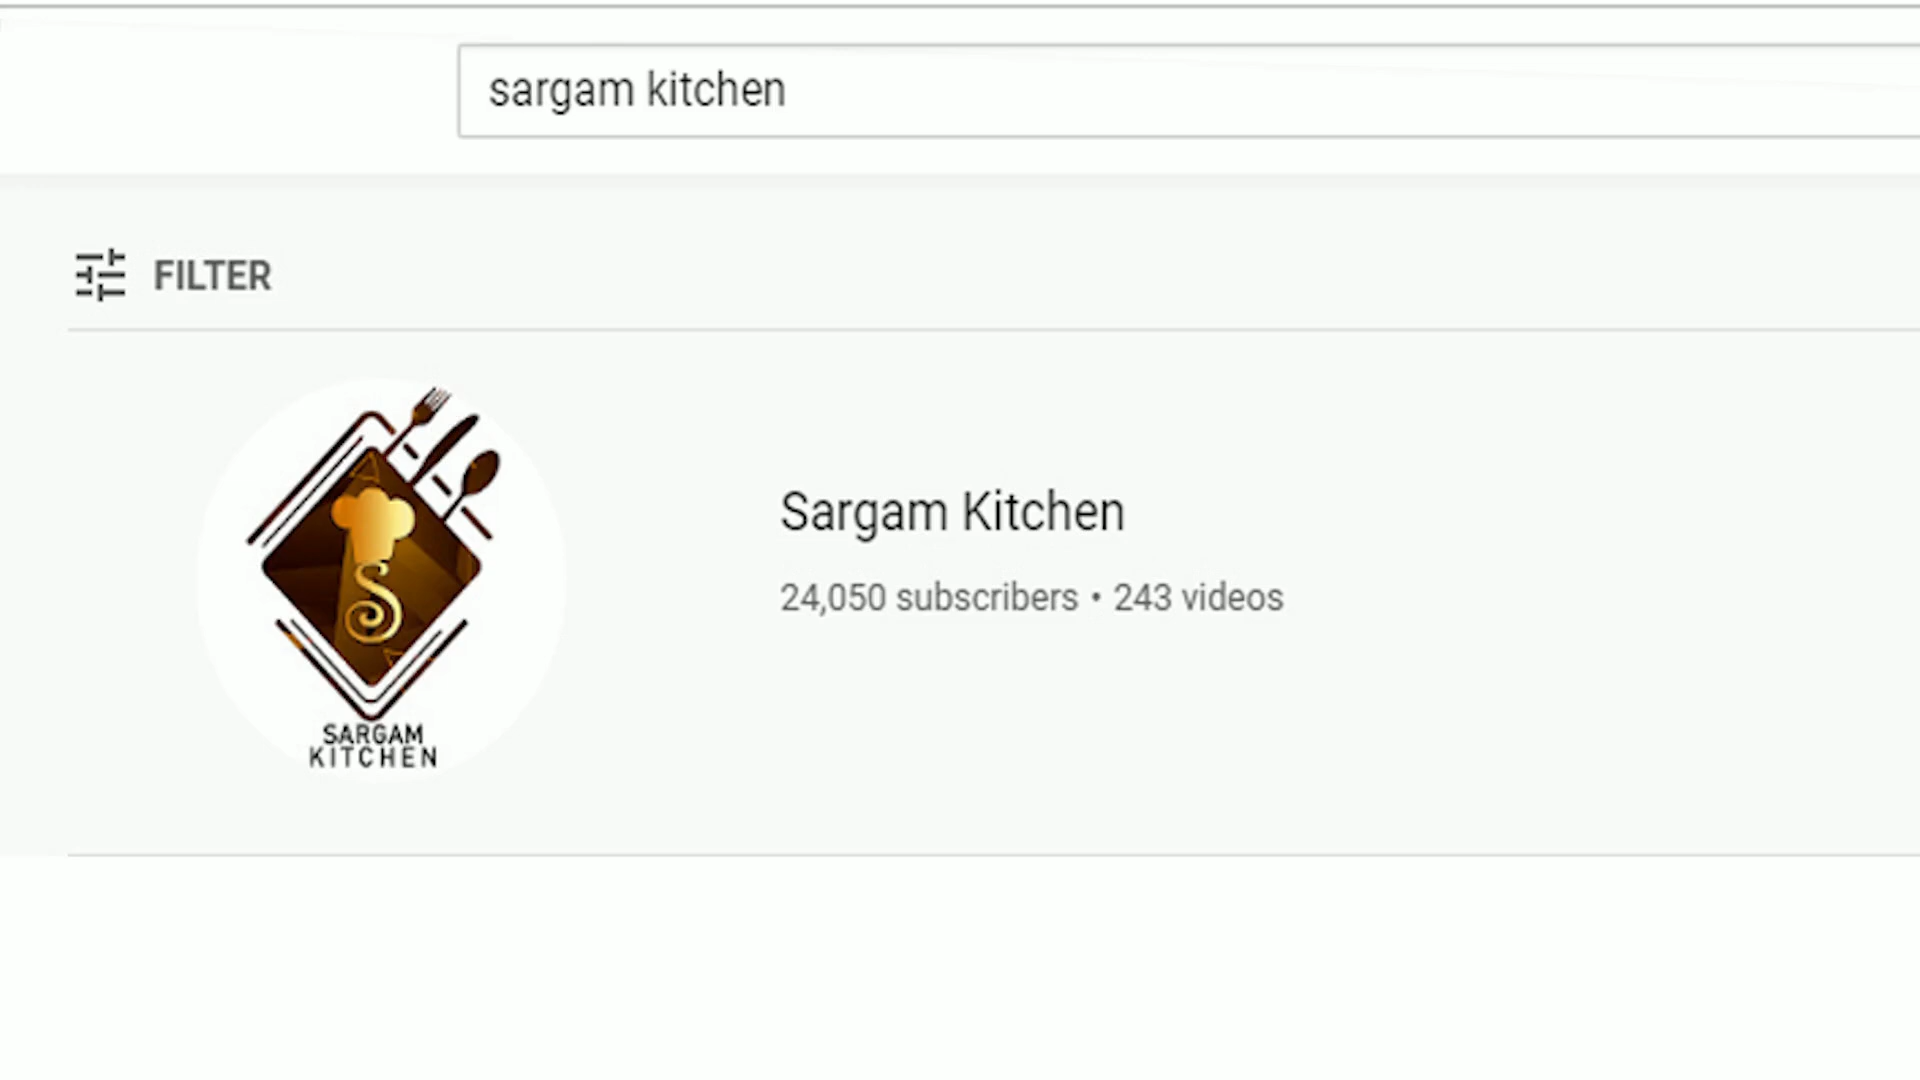 sargam kitchen
FILTER
S
SARGAM
KITCHEN
Sargam Kitchen
24,050 subscribers • 243 videos